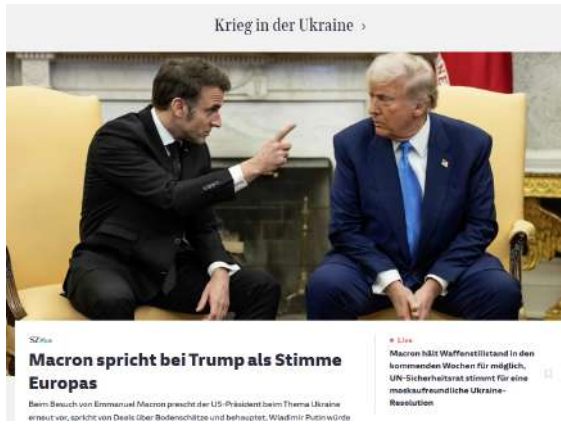 Krieg in der Ukraine ›
SZPlus
Macron spricht bei Trump als Stimme
Europas
Beim Besuch von Emmanuel Macron prescht der US-Präsident beim Thema Ukraine
erneut vor, spricht von Deals über Bodenschätze und behauptet, Wladimir Putin würde
Live
Macron hält Waffenstillstand in den
kommenden Wochen für möglich,
UN-Sicherheitsrat stimmt für eine
moskaufreundliche Ukraine-
Resolution